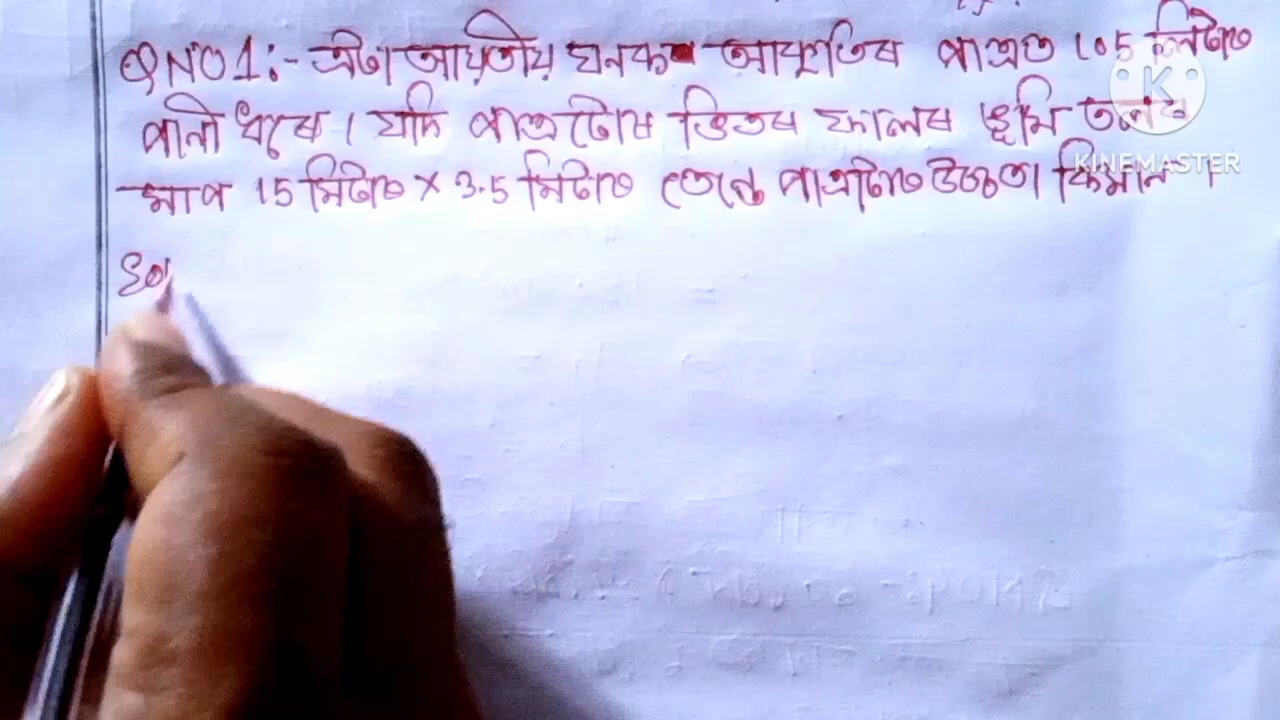 Q NO 1:- এটা আয়তীয় ঘনক আকৃতিৰ পাত্ৰত 105 লিটাৰ
পানী ধৰে । যদি পাত্ৰটোৰ ভিতৰ ফালৰ ভূমি তলৰ
মাপ 15 মিটাৰ × 3.5 মিটাৰ তেন্তে পাত্ৰটোৰ উচ্চতা কিমান ।
KINEMASTER